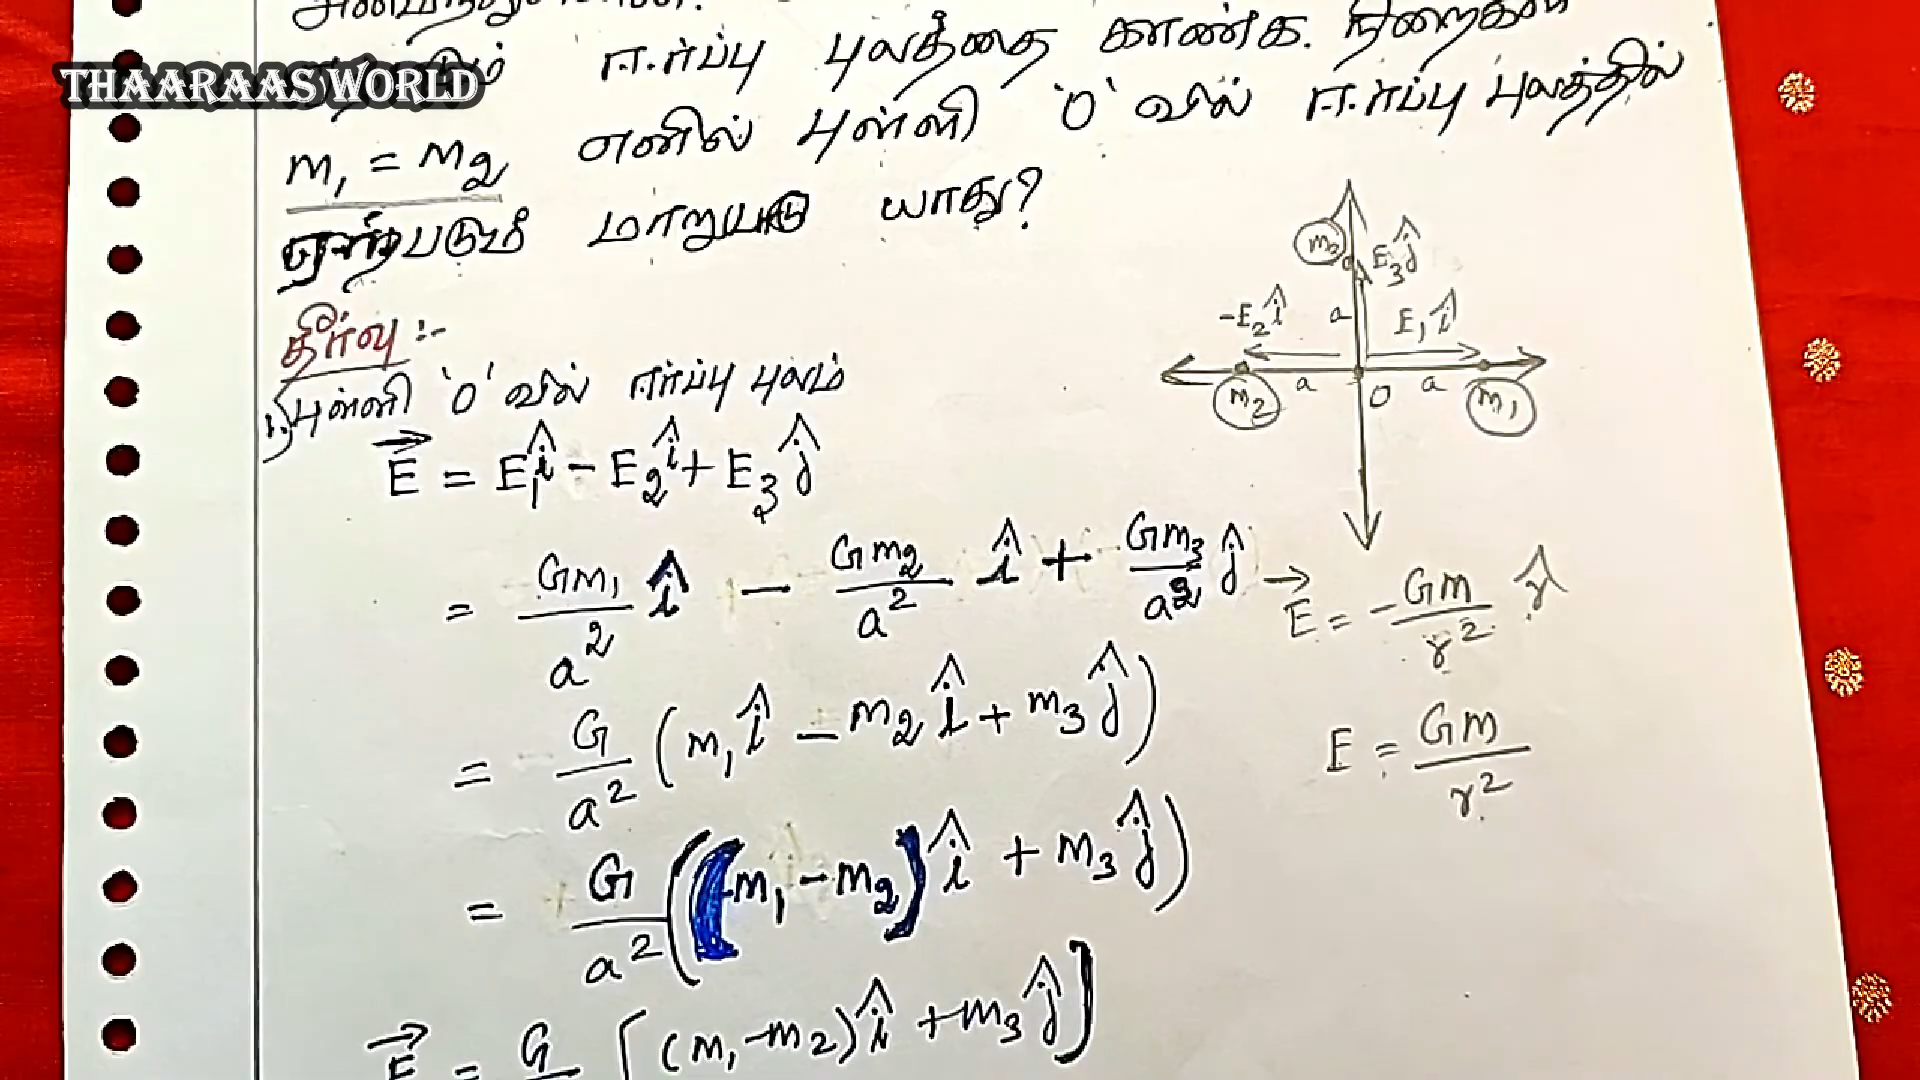 THAARAAS WORLD
ஈர்ப்பு புலத்தை காண்க. நிறைகள்
m₁ = m₂ எனில் புள்ளி 'O' வில் ஈர்ப்பு புலத்தில்
ஏற்படும் மாறுபாடு யாது?
தீர்வு :-
1. புள்ளி 'O' வில் ஈர்ப்பு புலம்
E⃗ = E₁î − E₂î + E₃ĵ
= Gm₁/a² î − Gm₂/a² î + Gm₃/a² ĵ
= G/a² (m₁î − m₂î + m₃ĵ)
= G/a² ((m₁ − m₂)î + m₃ĵ)
E⃗ = G [(m₁ − m₂)î + m₃ĵ]
m₃
E₃ĵ
−E₂î a E₁î
m₂ a O a m₁
E⃗ = −Gm/r² r̂
E = Gm/r²